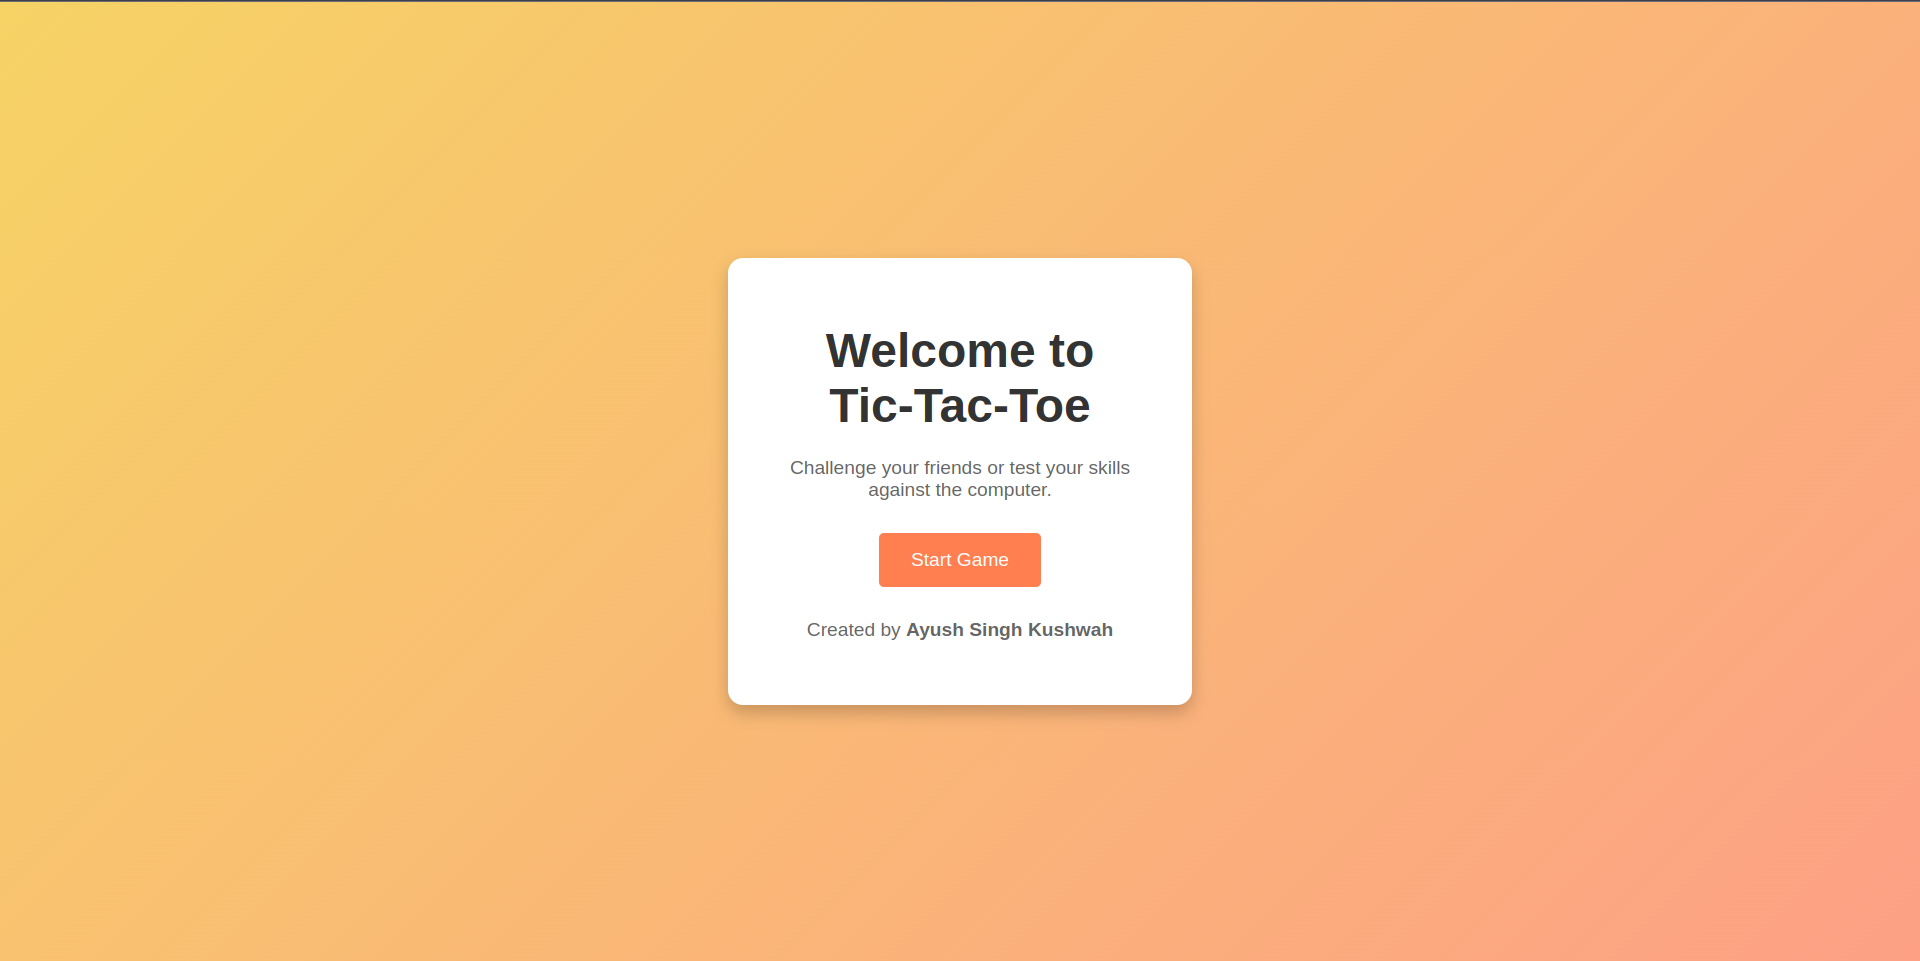 Welcome to
Tic-Tac-Toe
Challenge your friends or test your skills
against the computer.
Start Game
Created by Ayush Singh Kushwah